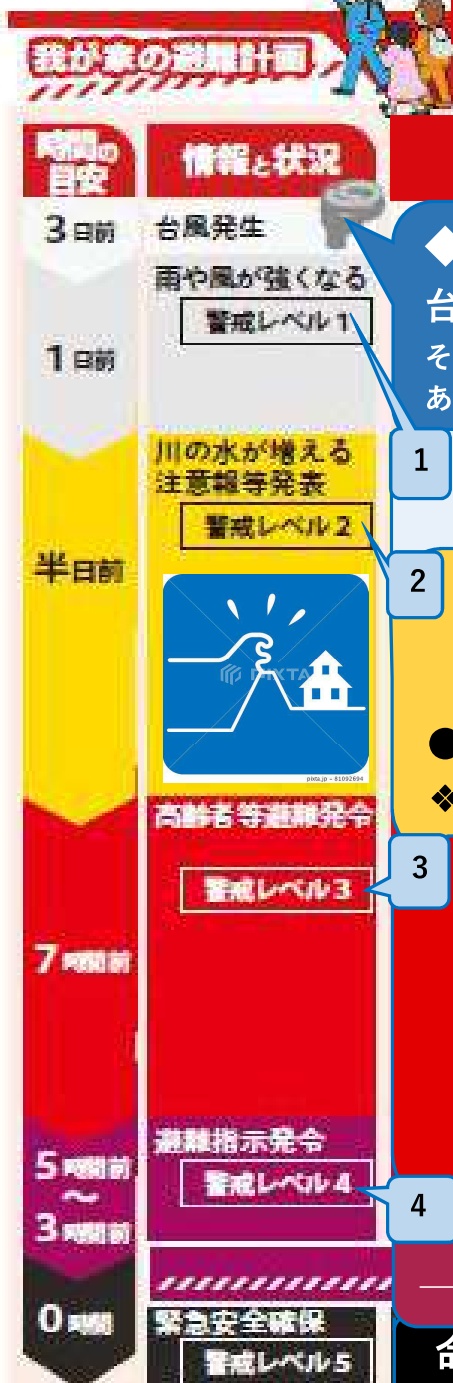 我が家の避難計画
時間の
目安
情報と状況
3日前
台風発生
◆
台
そ
あ
雨や風が強くなる
警戒レベル1
1日前
1
川の水が増える
注意報等発表
警戒レベル2
半日前
2
PIXTA
pixta.jp - 81092694
●
❖
高齢者等避難発令
警戒レベル3
3
7時間前
避難指示発令
警戒レベル4
4
5時間前
〜
3時間前
0時間
緊急安全確保
警戒レベル5